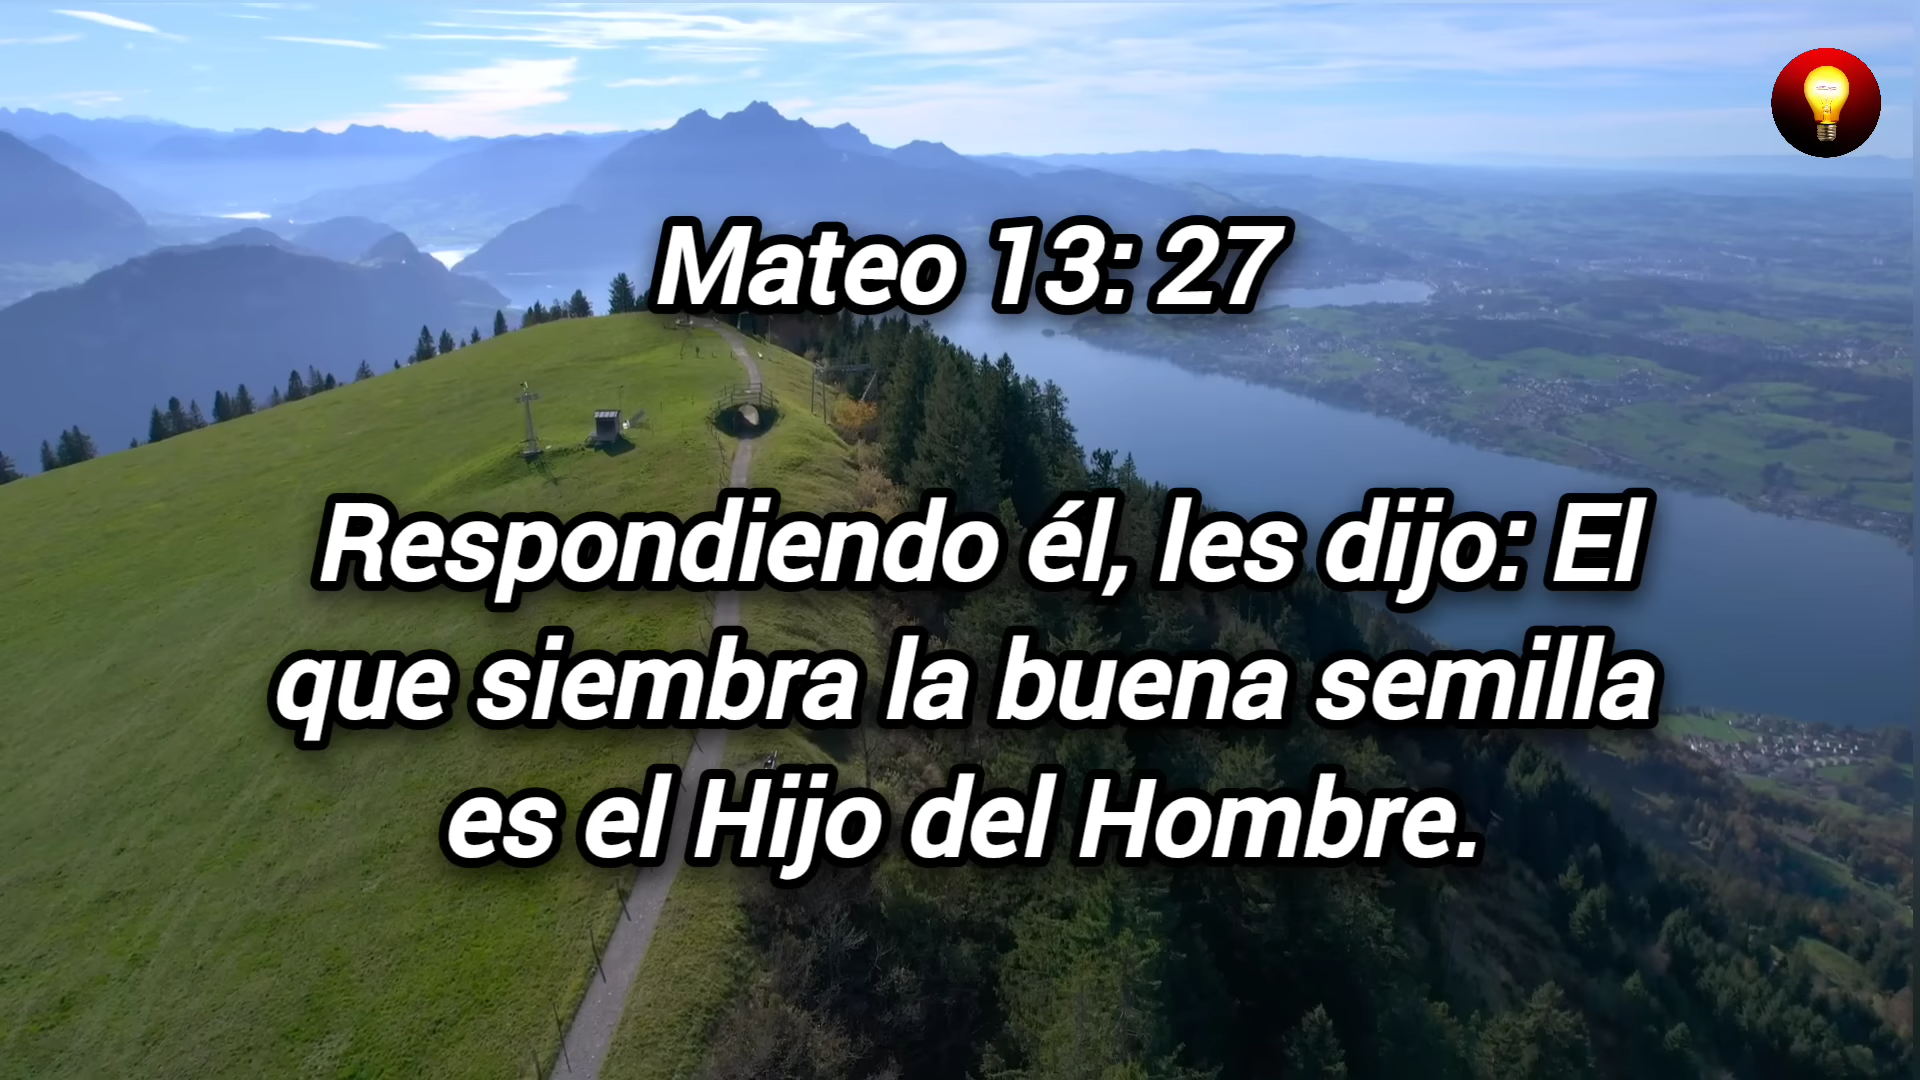 Mateo 13: 27
Respondiendo él, les dijo: El
que siembra la buena semilla
es el Hijo del Hombre.